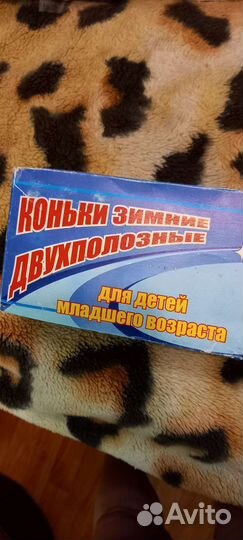 КОНЬКИ ЗИМНИЕ
ДВУХПОЛОЗНЫЕ
ДЛЯ ДЕТЕЙ
МЛАДШЕГО ВОЗРАСТА
Avito